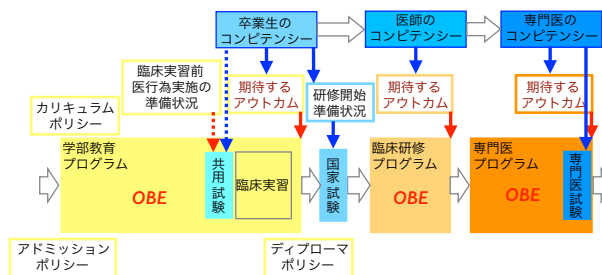 卒業生の
コンピテンシー
医師の
コンピテンシー
専門医の
コンピテンシー
臨床実習前
医行為実施の
準備状況
期待する
アウトカム
研修開始
準備状況
期待する
アウトカム
期待する
アウトカム
カリキュラム
ポリシー
学部教育
プログラム
OBE
共用試験
臨床実習
国家試験
臨床研修
プログラム
OBE
専門医
プログラム
OBE
専門医試験
アドミッション
ポリシー
ディプローマ
ポリシー